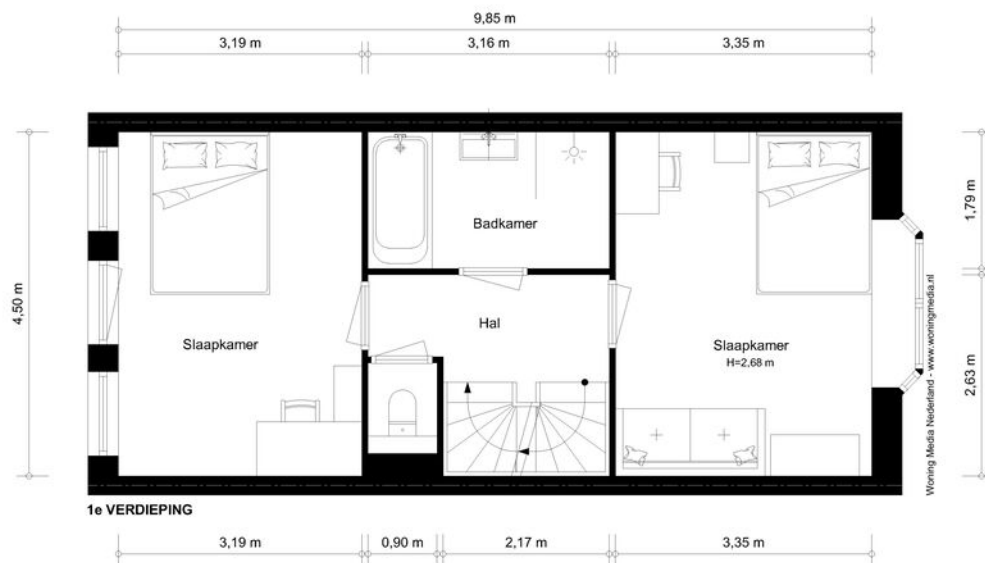 9,85 m
3,19 m
3,16 m
3,35 m
4,50 m
1,79 m
Badkamer
Hal
Slaapkamer
Slaapkamer
H=2,68 m
2,63 m
Woning Media Nederland - www.woningmedia.nl
1e VERDIEPING
3,19 m
0,90 m
2,17 m
3,35 m